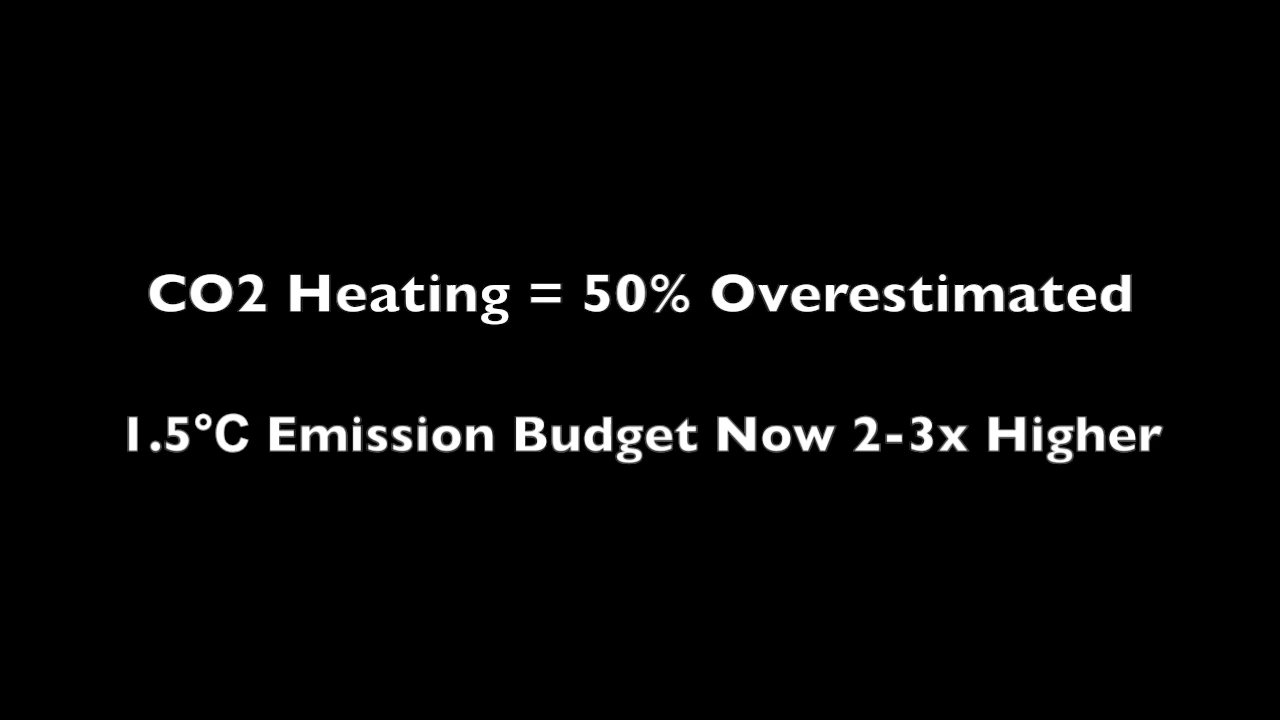 CO2 Heating = 50% Overestimated
1.5°C Emission Budget Now 2-3x Higher